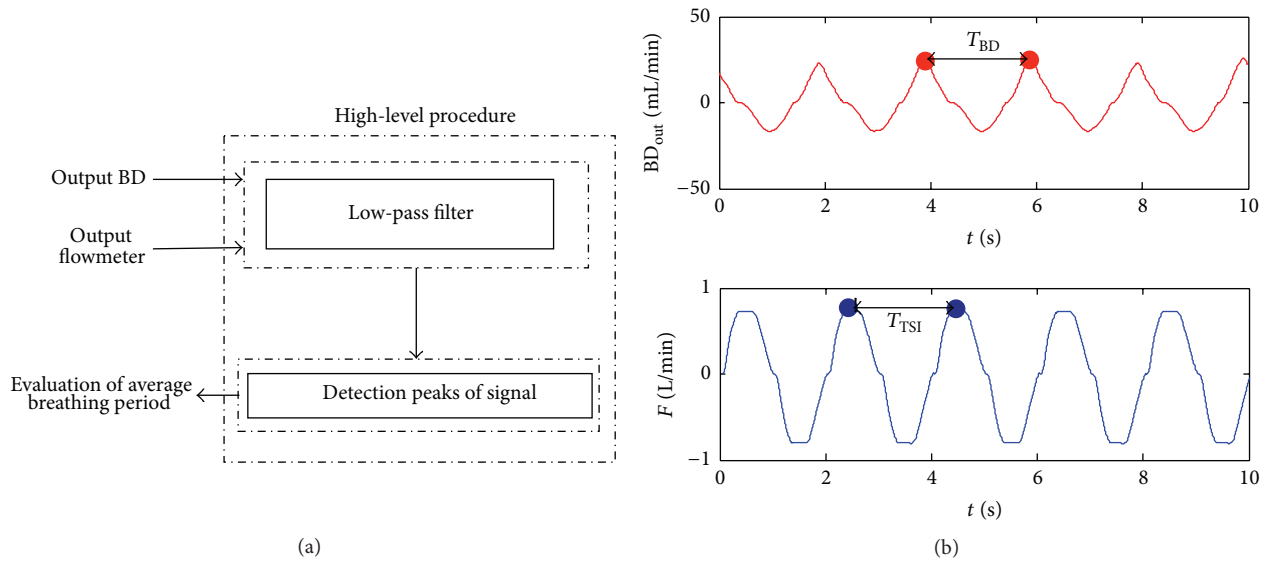 High-level procedure
Output BD
Low-pass filter
Output
flowmeter
Evaluation of average
breathing period
Detection peaks of signal
(a)
50
0
−50
BD_out (mL/min)
T_BD
0 2 4 6 8 10
t (s)
1
0
−1
F (L/min)
T_TSI
0 2 4 6 8 10
t (s)
(b)